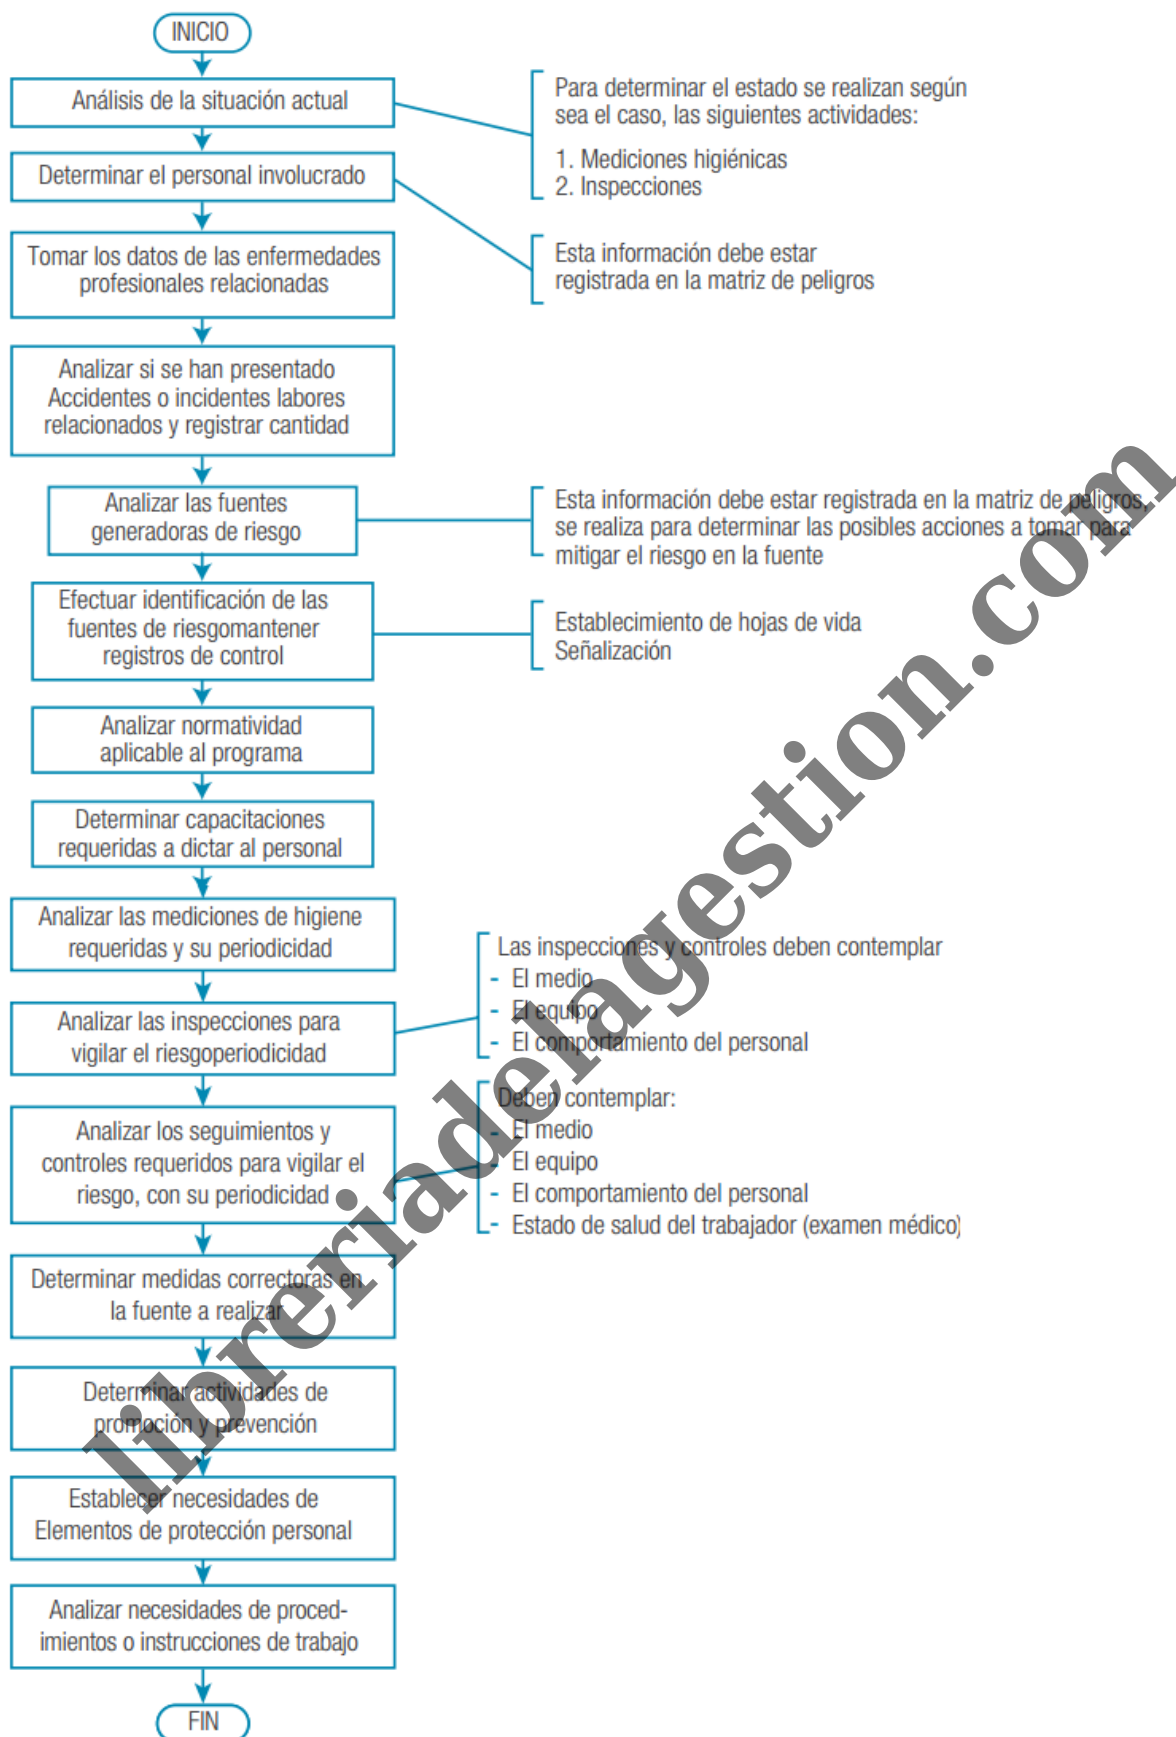 INICIO
Análisis de la situación actual
Para determinar el estado se realizan según
sea el caso, las siguientes actividades:
1. Mediciones higiénicas
2. Inspecciones
Determinar el personal involucrado
Esta información debe estar
registrada en la matriz de peligros
Tomar los datos de las enfermedades
profesionales relacionadas
Analizar si se han presentado
Accidentes o incidentes labores
relacionados y registrar cantidad
Analizar las fuentes
generadoras de riesgo
Esta información debe estar registrada en la matriz de peligros,
se realiza para determinar las posibles acciones a tomar para
mitigar el riesgo en la fuente
Efectuar identificación de las
fuentes de riesgomantener
registros de control
Establecimiento de hojas de vida
Señalización
Analizar normatividad
aplicable al programa
Determinar capacitaciones
requeridas a dictar al personal
Analizar las mediciones de higiene
requeridas y su periodicidad
Analizar las inspecciones para
vigilar el riesgoperiodicidad
Las inspecciones y controles deben contemplar
- El medio
- El equipo
- El comportamiento del personal
Analizar los seguimientos y
controles requeridos para vigilar el
riesgo, con su periodicidad
Deben contemplar:
- El medio
- El equipo
- El comportamiento del personal
- Estado de salud del trabajador (examen médico)
Determinar medidas correctoras en
la fuente a realizar
Determinar actividades de
promoción y prevención
Establecer necesidades de
Elementos de protección personal
Analizar necesidades de proced-
imientos o instrucciones de trabajo
FIN
libreriadelagestion.com